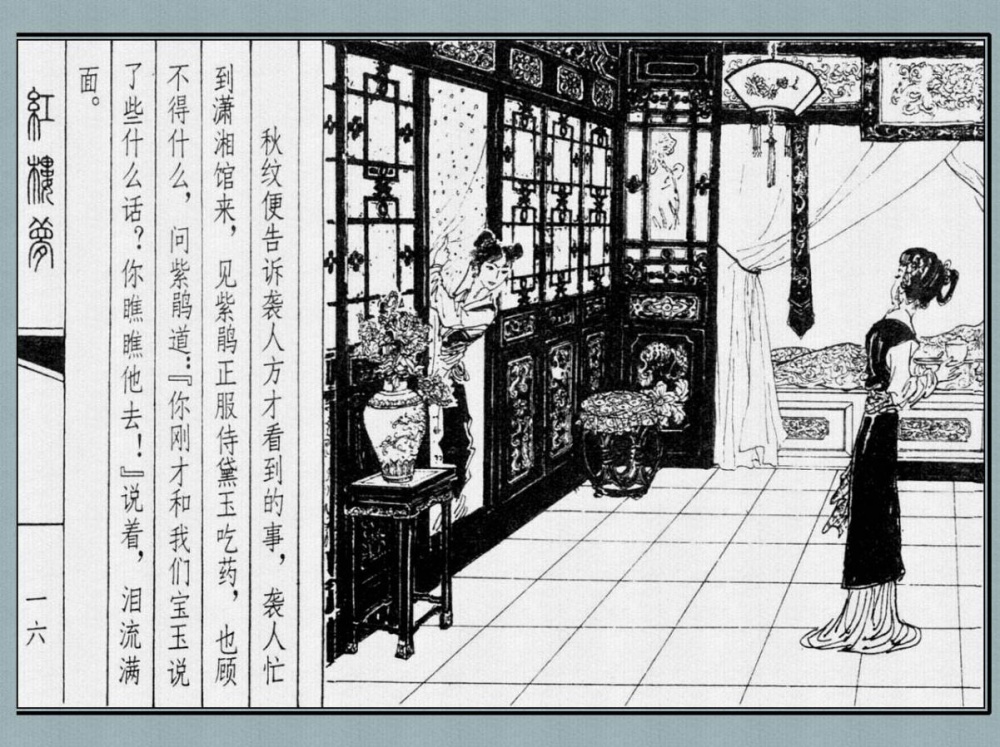 秋纹便告诉袭人方才看到的事，袭人忙
到潇湘馆来，见紫鹃正服侍黛玉吃药，也顾
不得什么，问紫鹃道：『你刚才和我们宝玉说
了些什么话？你瞧瞧他去！』说着，泪流满
面。
紅樓夢
一六